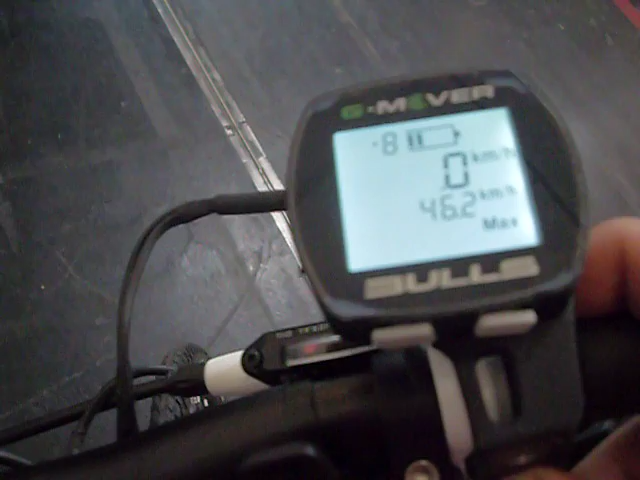 G-MOVER
-8
0 km/h
46.2 km/h
Max
BULLS